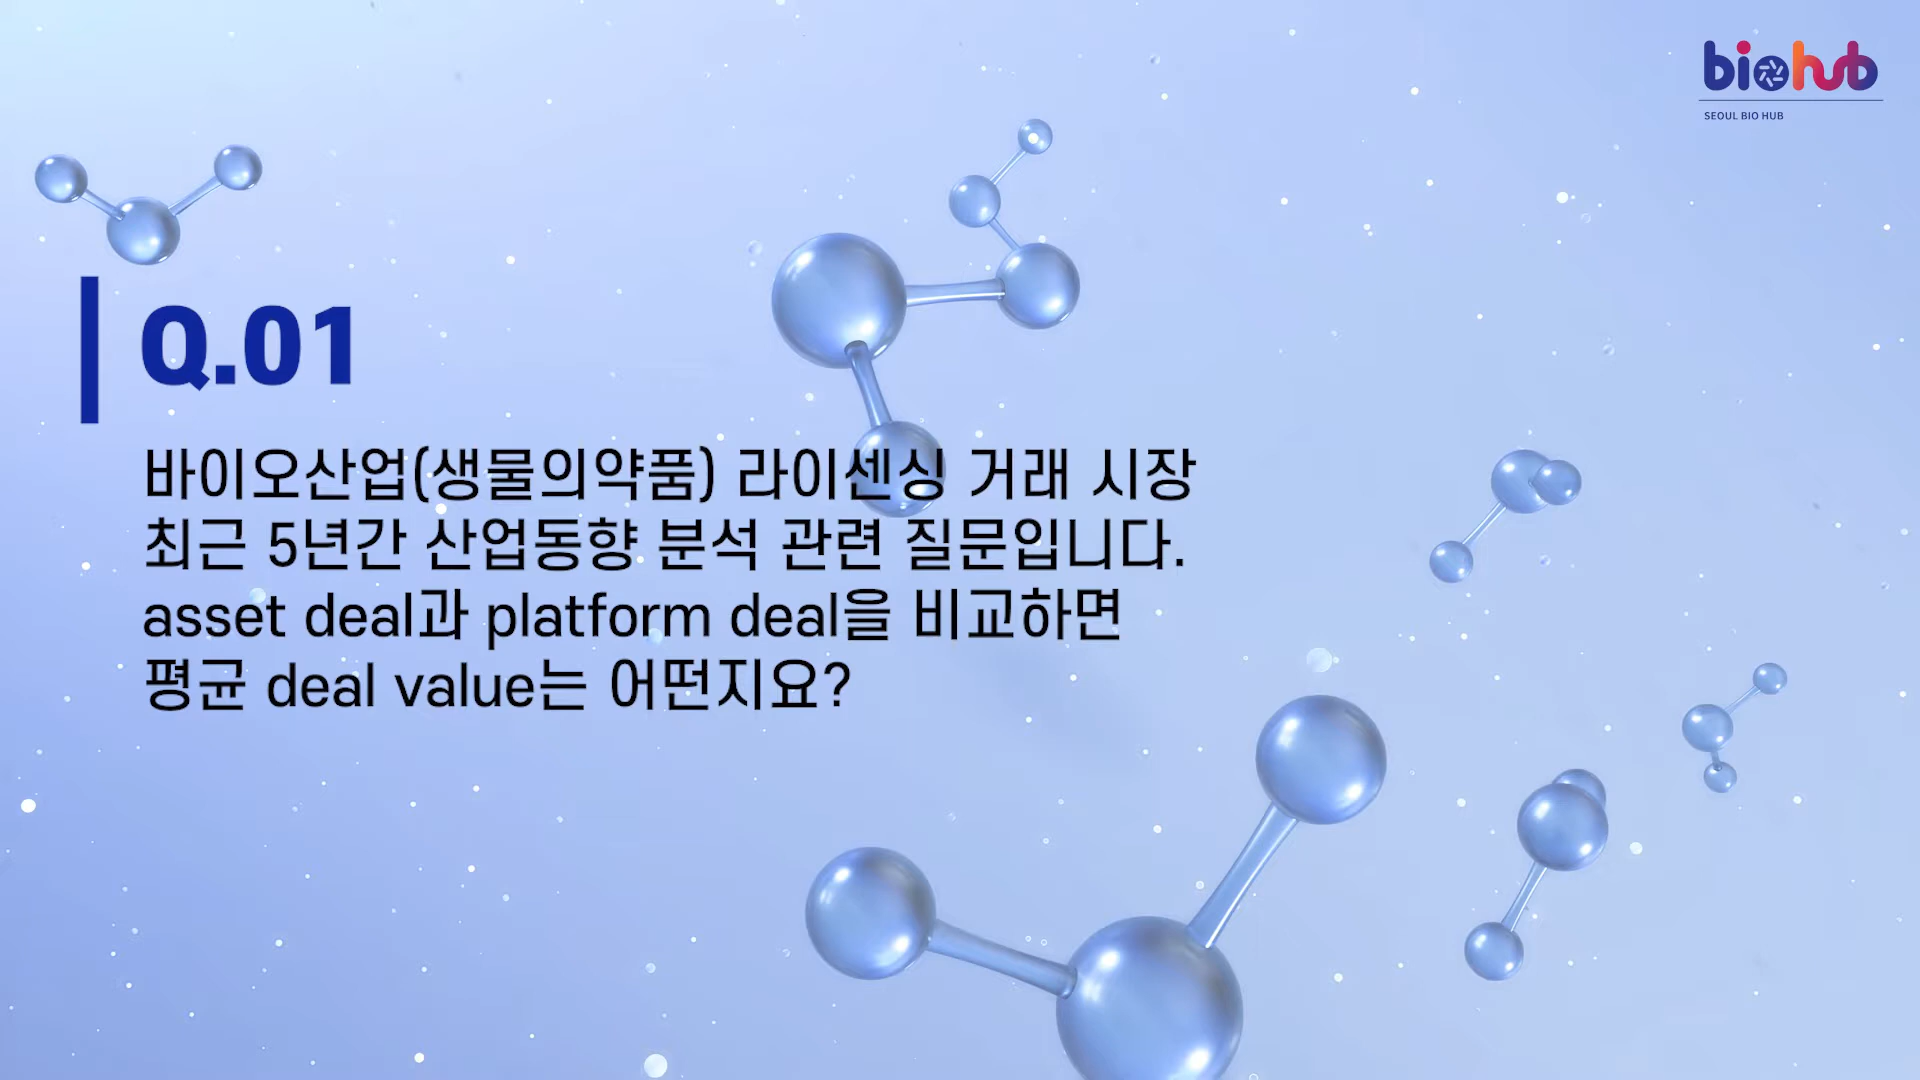 biohub
SEOUL BIO HUB
Q.01
바이오산업(생물의약품) 라이센싱 거래 시장
최근 5년간 산업동향 분석 관련 질문입니다.
asset deal과 platform deal을 비교하면
평균 deal value는 어떤지요?